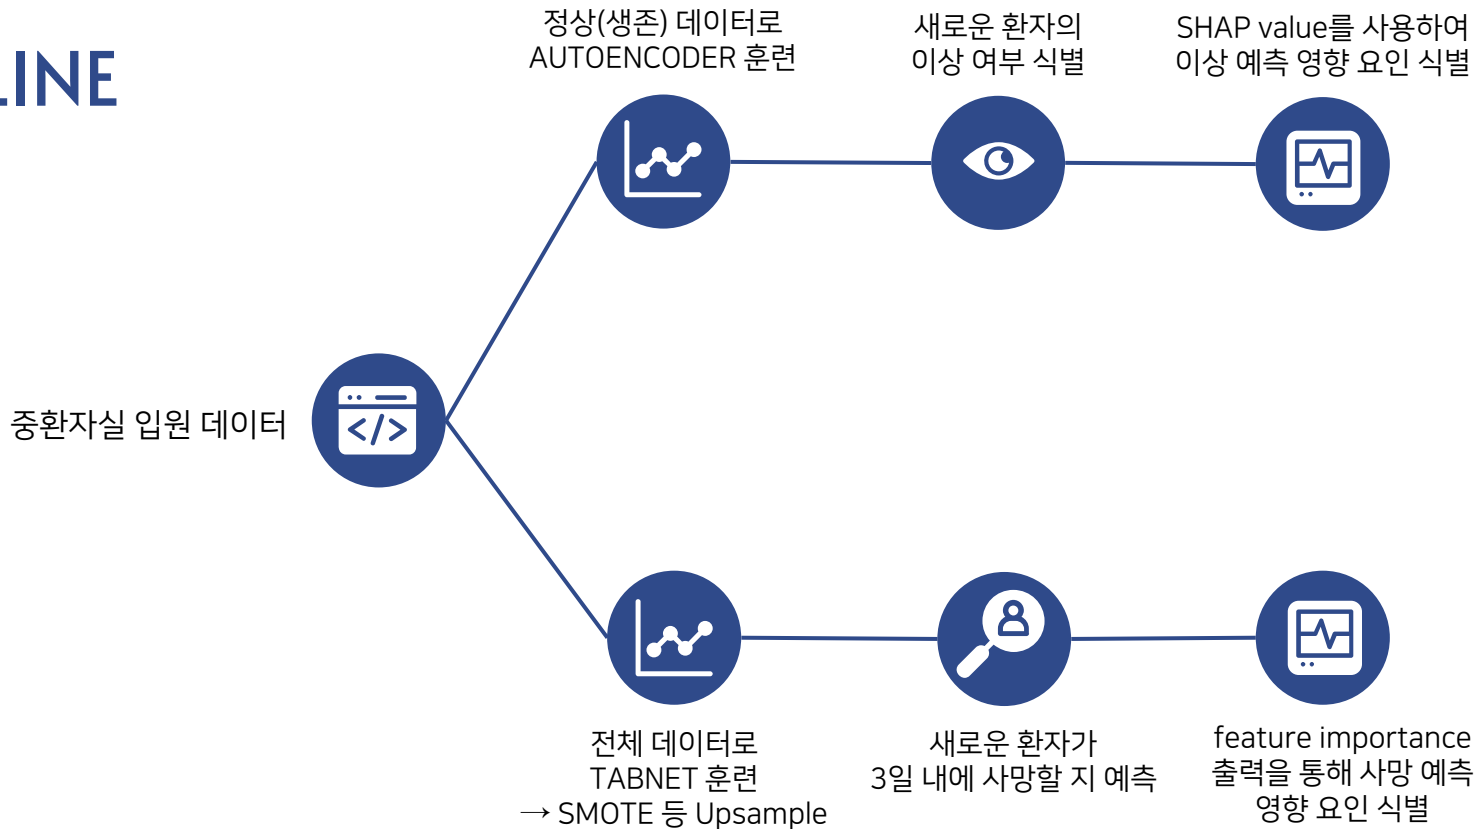 LINE
정상(생존) 데이터로
AUTOENCODER 훈련
새로운 환자의
이상 여부 식별
SHAP value를 사용하여
이상 예측 영향 요인 식별
중환자실 입원 데이터
</>
전체 데이터로
TABNET 훈련
→ SMOTE 등 Upsample
새로운 환자가
3일 내에 사망할 지 예측
feature importance
출력을 통해 사망 예측
영향 요인 식별